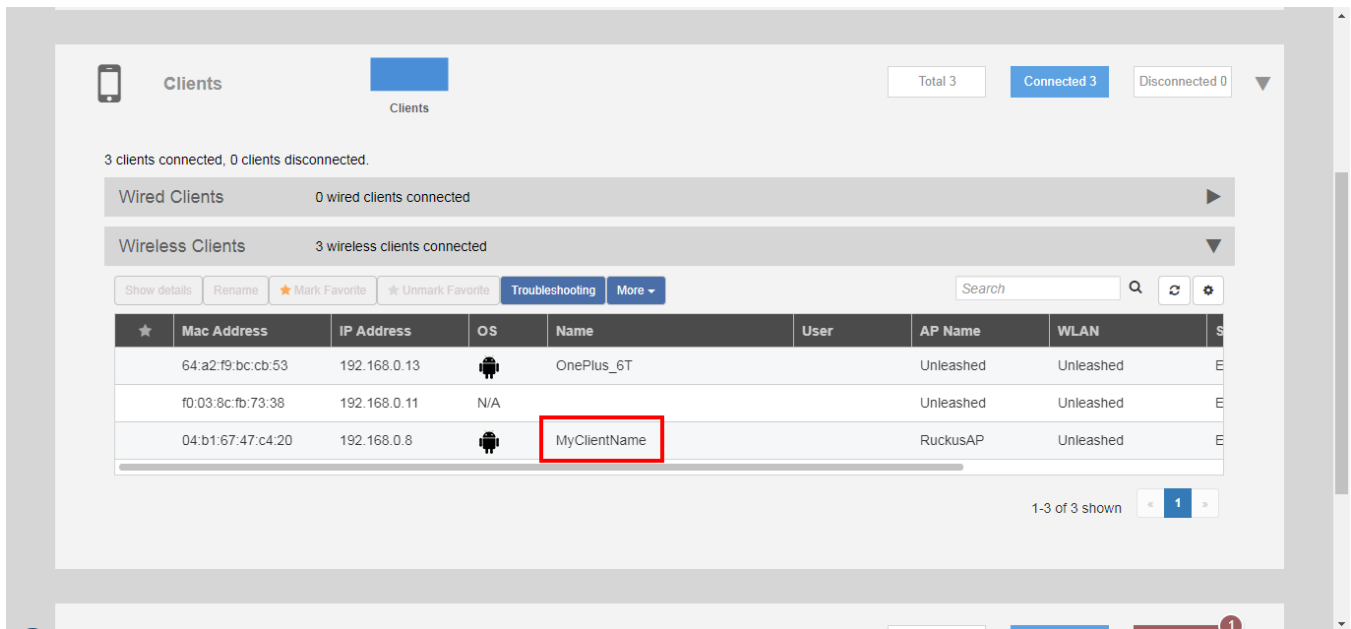 Clients
Clients
Total 3
Connected 3
Disconnected 0
3 clients connected, 0 clients disconnected.
Wired Clients 0 wired clients connected
Wireless Clients 3 wireless clients connected
Show details Rename Mark Favorite Unmark Favorite Troubleshooting More Search
Mac Address IP Address OS Name User AP Name WLAN S
64:a2:f9:bc:cb:53 192.168.0.13 OnePlus_6T Unleashed Unleashed E
f0:03:8c:fb:73:38 192.168.0.11 N/A Unleashed Unleashed E
04:b1:67:47:c4:20 192.168.0.8 MyClientName RuckusAP Unleashed E
1-3 of 3 shown « 1 »
1